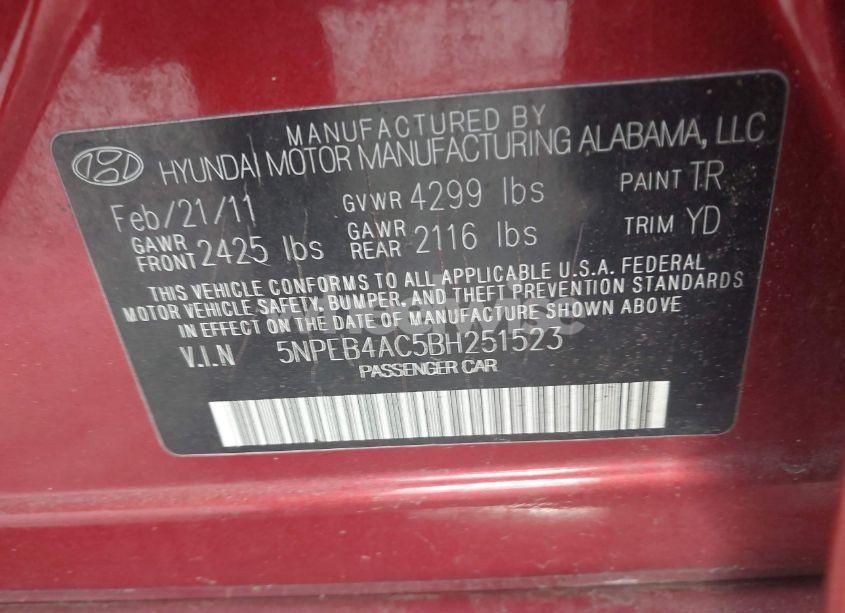 MANUFACTURED BY
HYUNDAI MOTOR MANUFACTURING ALABAMA, LLC
Feb/21/11 GVWR 4299 lbs PAINT TR
GAWR FRONT 2425 lbs GAWR REAR 2116 lbs TRIM YD
THIS VEHICLE CONFORMS TO ALL APPLICABLE U.S.A. FEDERAL
MOTOR VEHICLE SAFETY, BUMPER, AND THEFT PREVENTION STANDARDS
IN EFFECT ON THE DATE OF MANUFACTURE SHOWN ABOVE
V.I.N 5NPEB4AC5BH251523
PASSENGER CAR